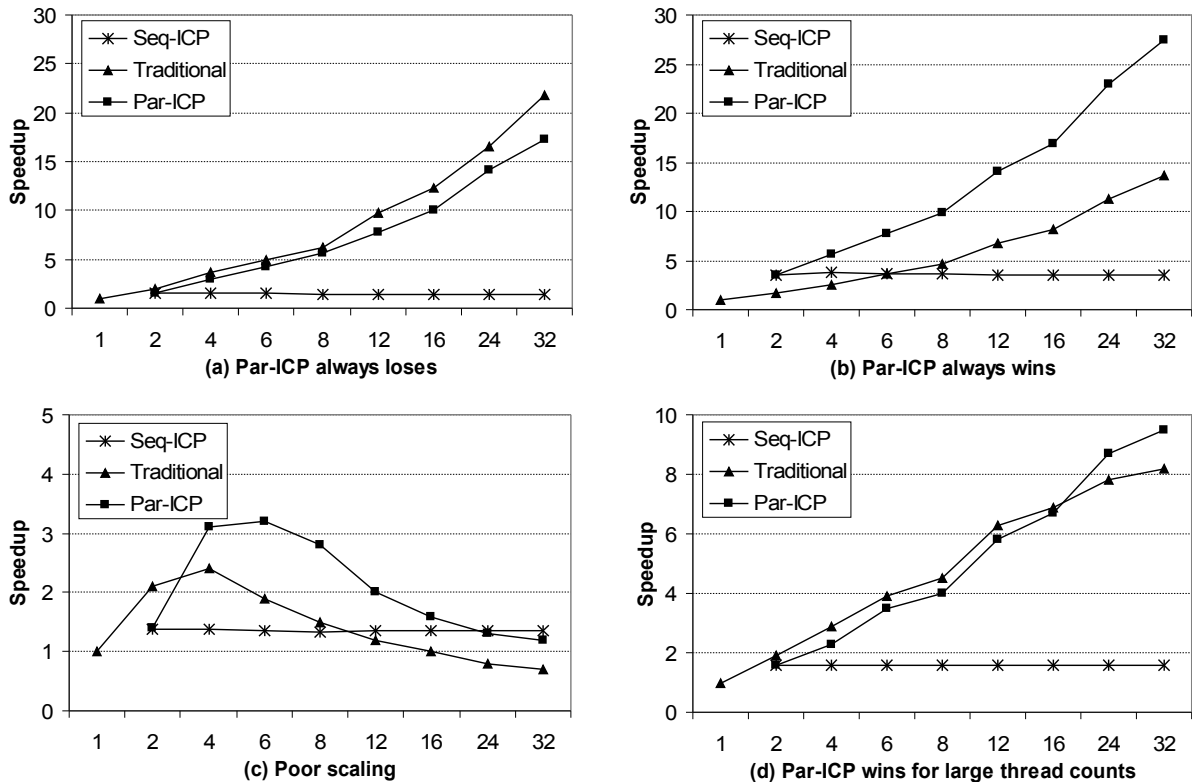 30
25
20
15
10
5
0
Speedup
Seq-ICP
Traditional
Par-ICP
1 2 4 6 8 12 16 24 32
(a) Par-ICP always loses
30
25
20
15
10
5
0
Speedup
Seq-ICP
Traditional
Par-ICP
1 2 4 6 8 12 16 24 32
(b) Par-ICP always wins
5
4
3
2
1
0
Speedup
Seq-ICP
Traditional
Par-ICP
1 2 4 6 8 12 16 24 32
(c) Poor scaling
10
8
6
4
2
0
Speedup
Seq-ICP
Traditional
Par-ICP
1 2 4 6 8 12 16 24 32
(d) Par-ICP wins for large thread counts